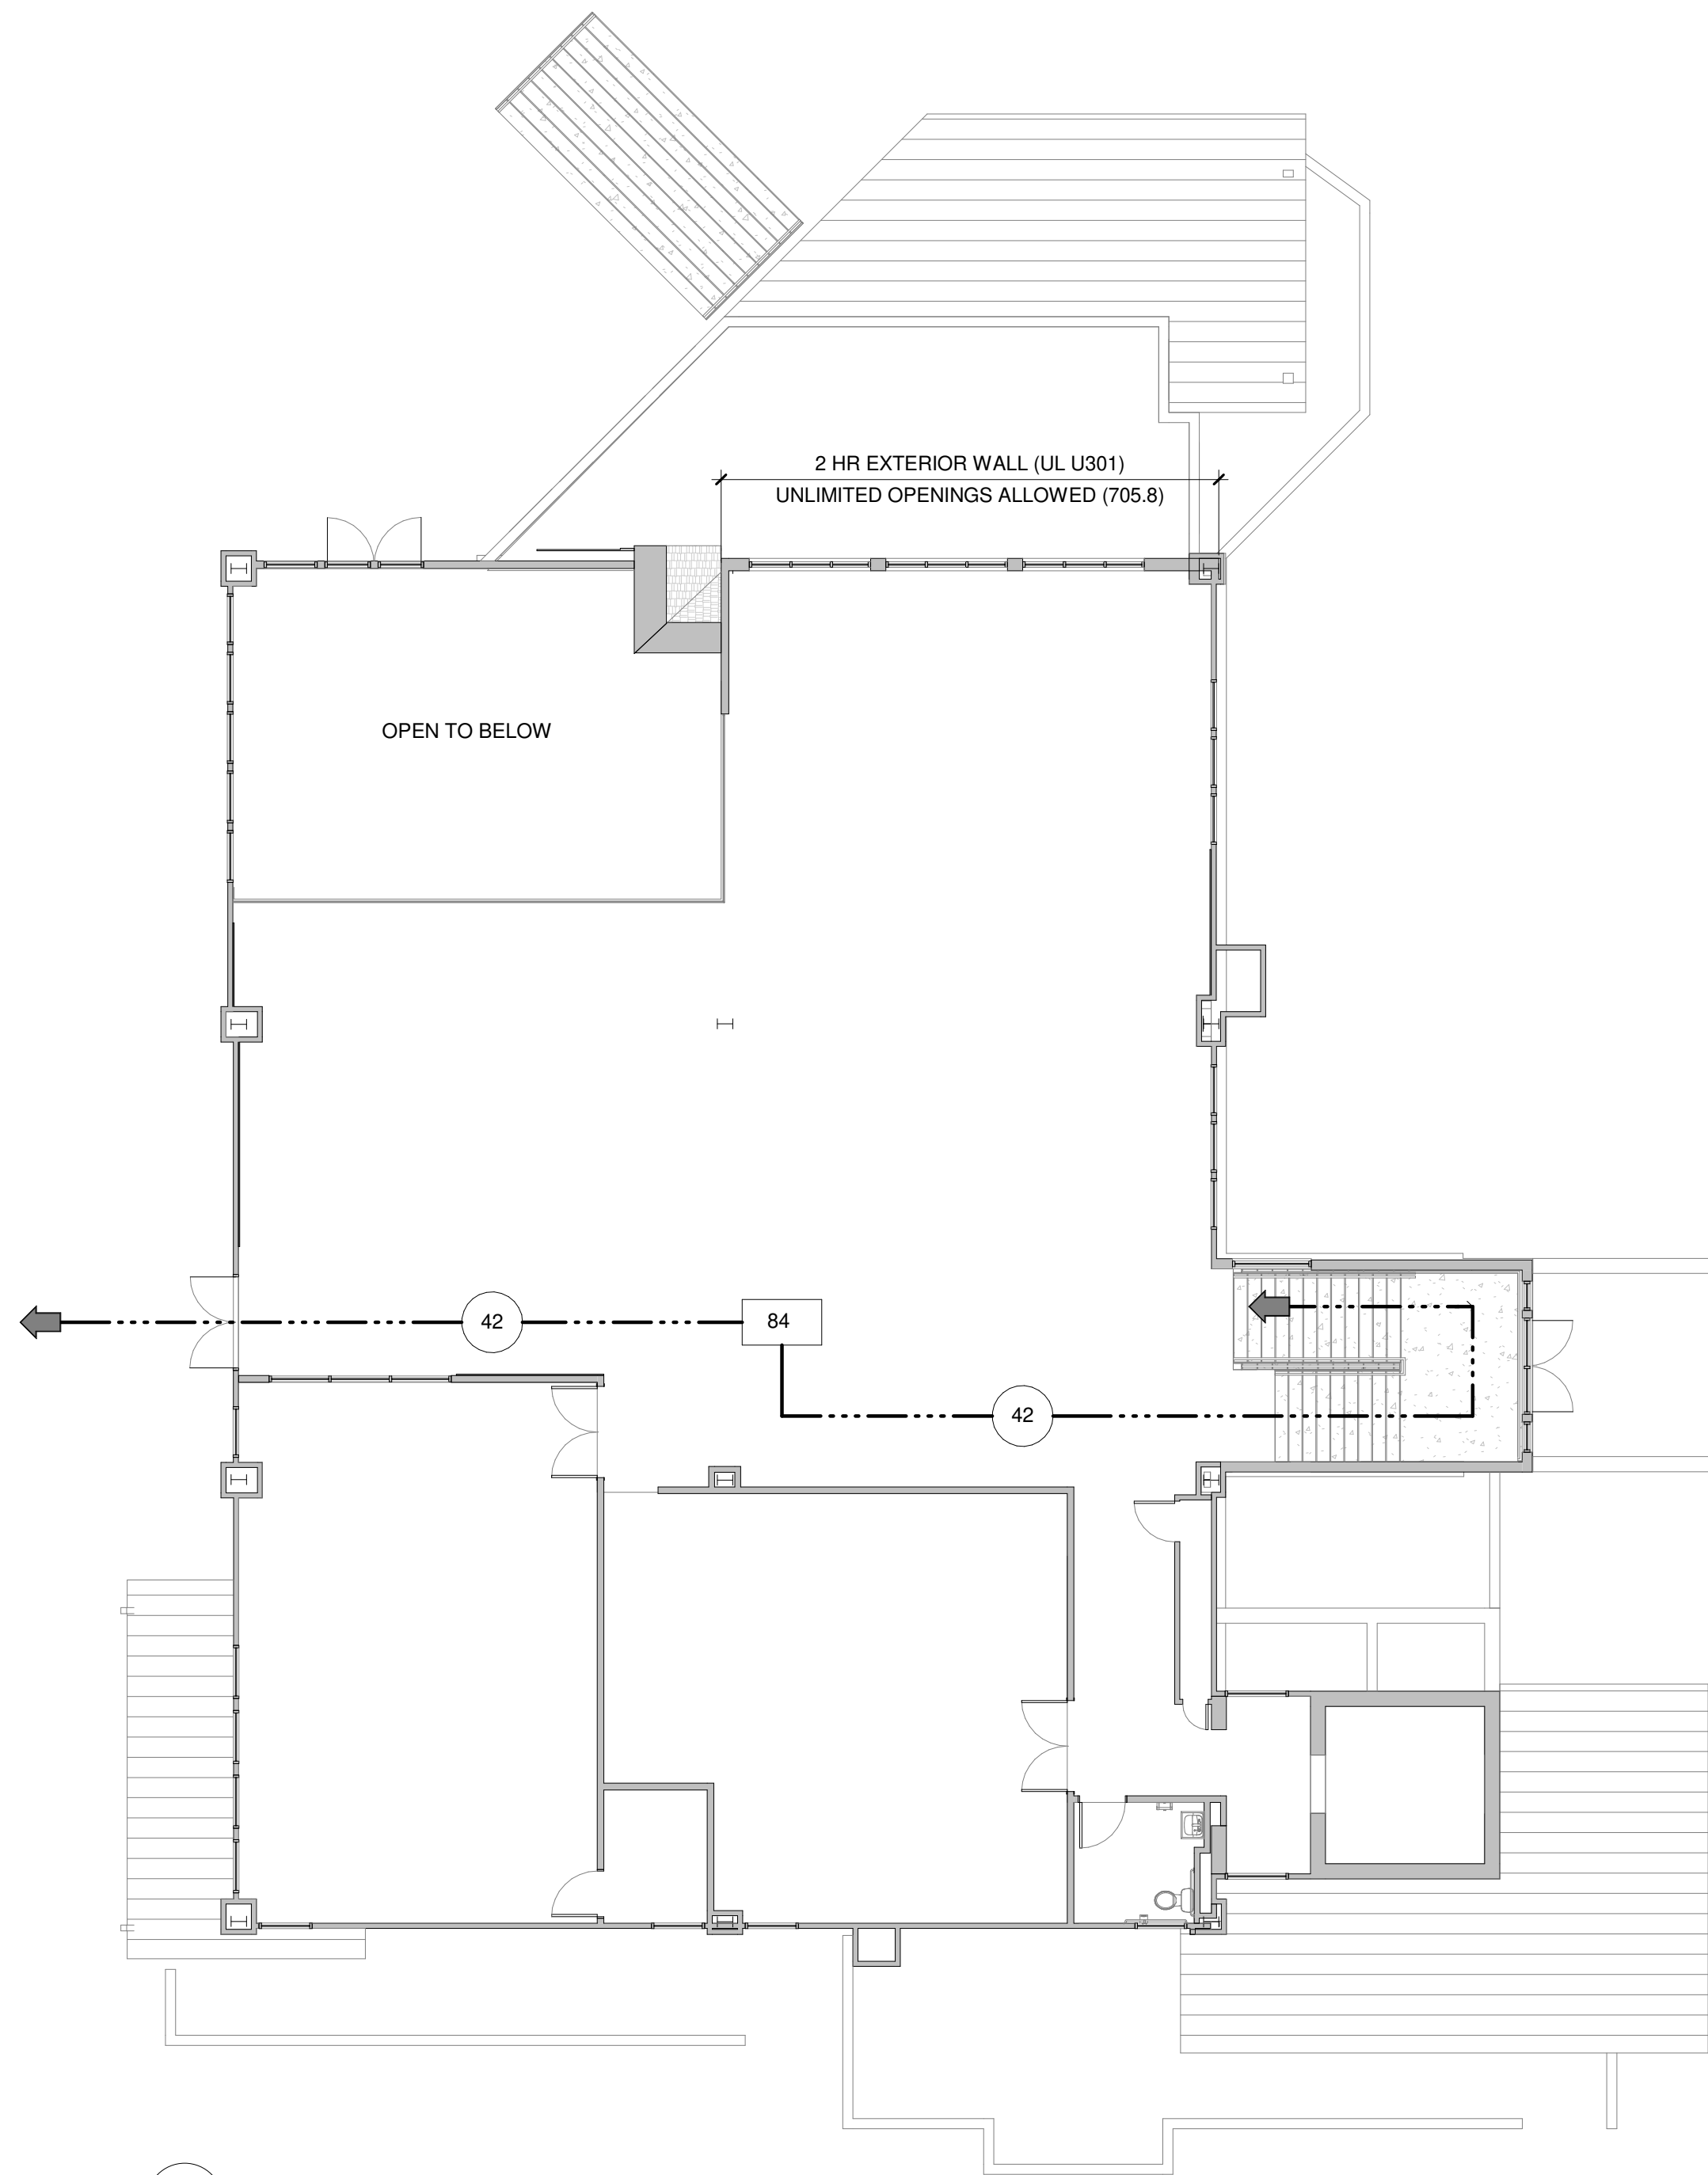 2 HR EXTERIOR WALL (UL U301)
UNLIMITED OPENINGS ALLOWED (705.8)
OPEN TO BELOW
42
84
42